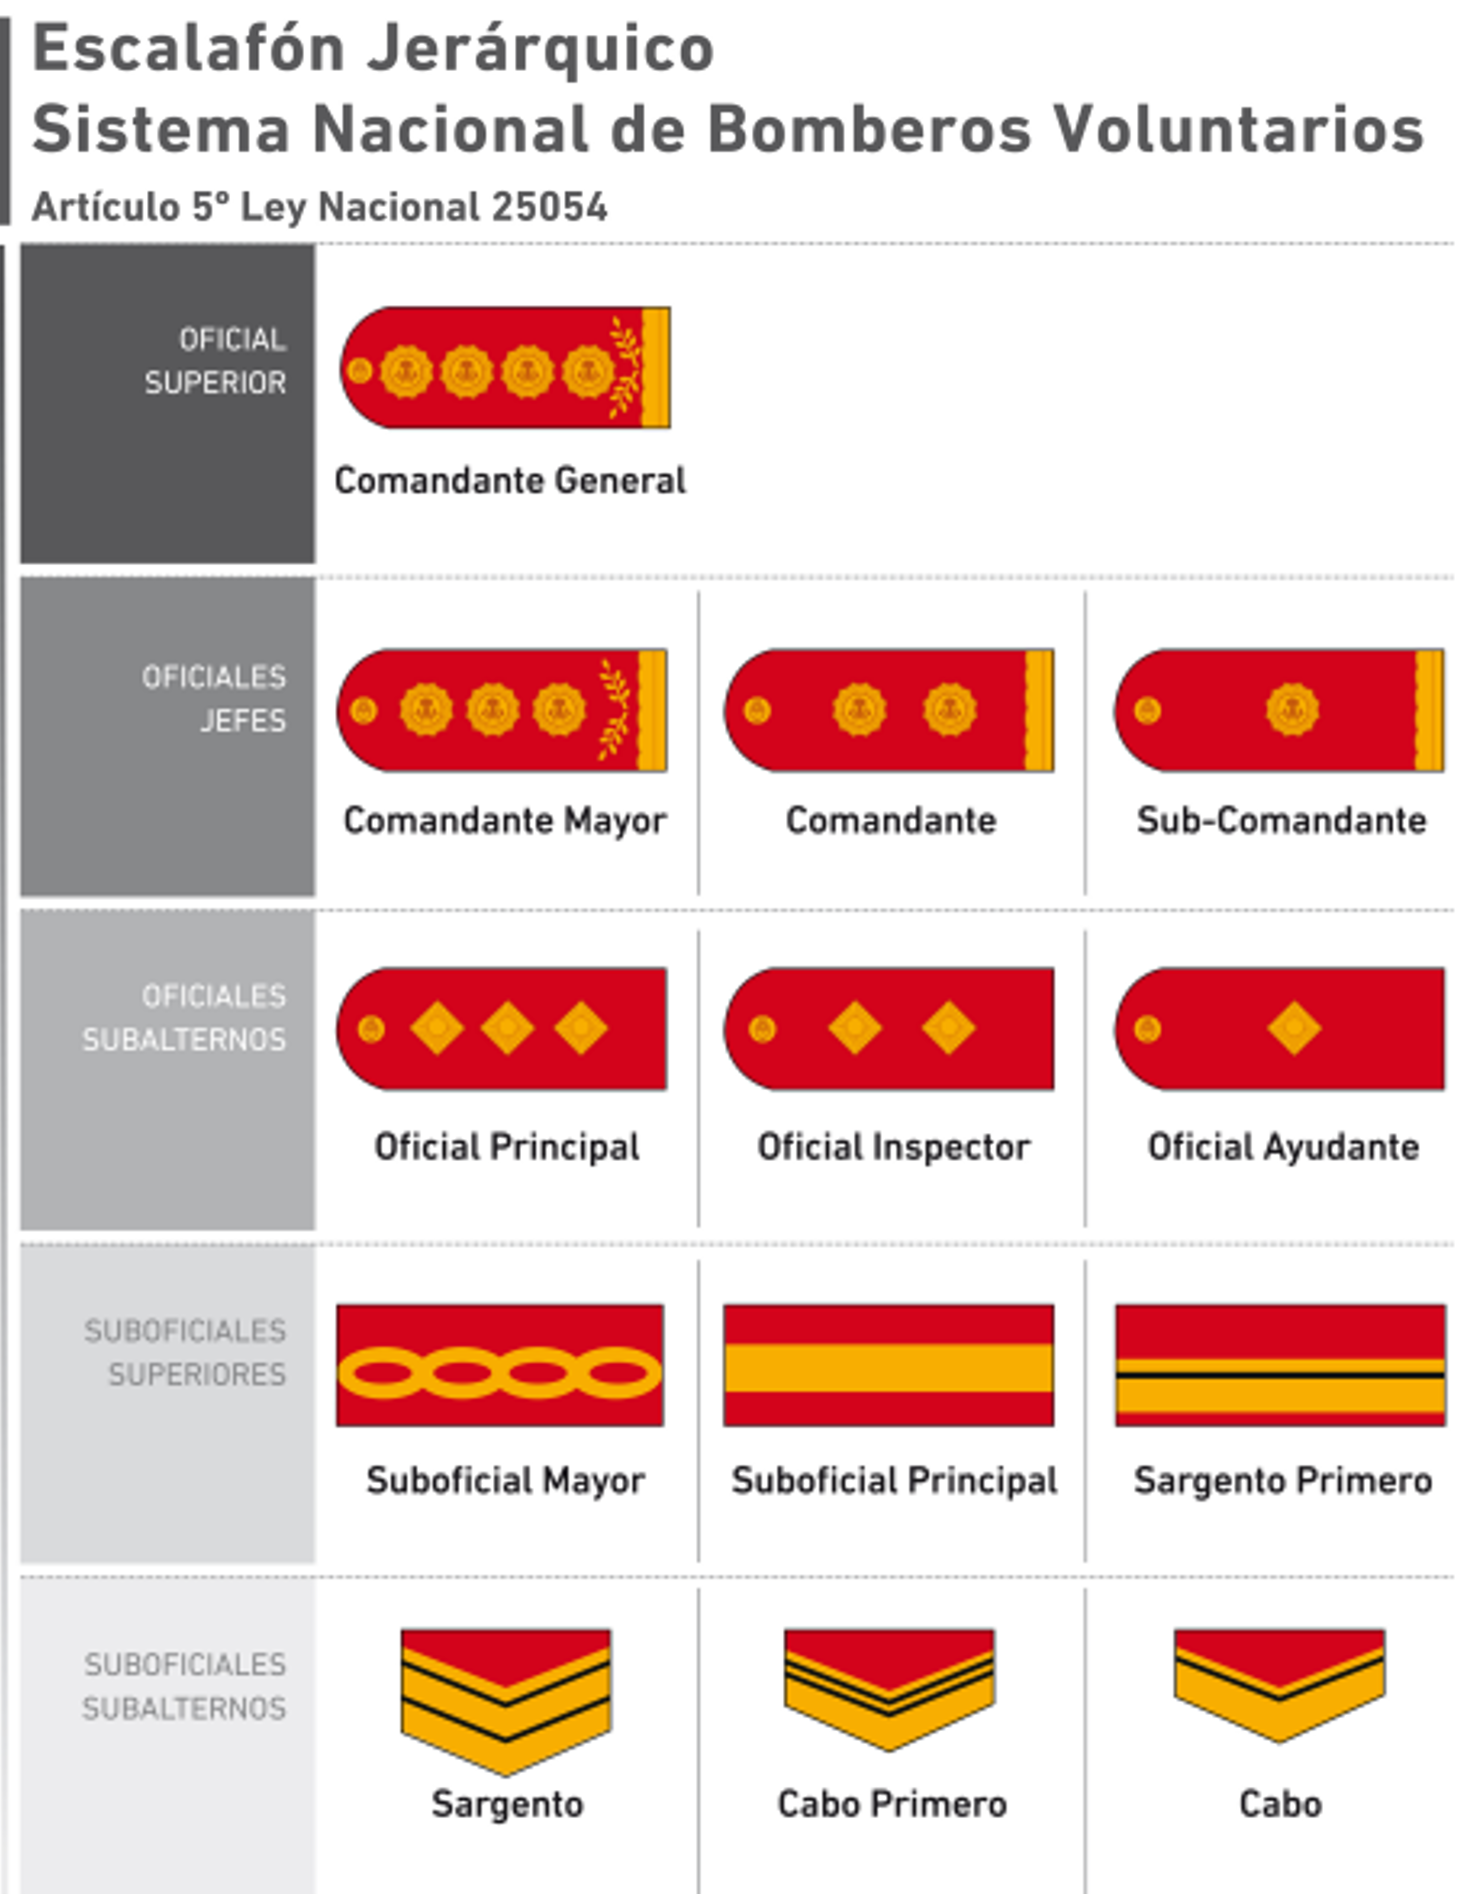 Escalafón Jerárquico
Sistema Nacional de Bomberos Voluntarios
Artículo 5º Ley Nacional 25054
OFICIAL
SUPERIOR
Comandante General
OFICIALES
JEFES
Comandante Mayor
Comandante
Sub-Comandante
OFICIALES
SUBALTERNOS
Oficial Principal
Oficial Inspector
Oficial Ayudante
SUBOFICIALES
SUPERIORES
Suboficial Mayor
Suboficial Principal
Sargento Primero
SUBOFICIALES
SUBALTERNOS
Sargento
Cabo Primero
Cabo